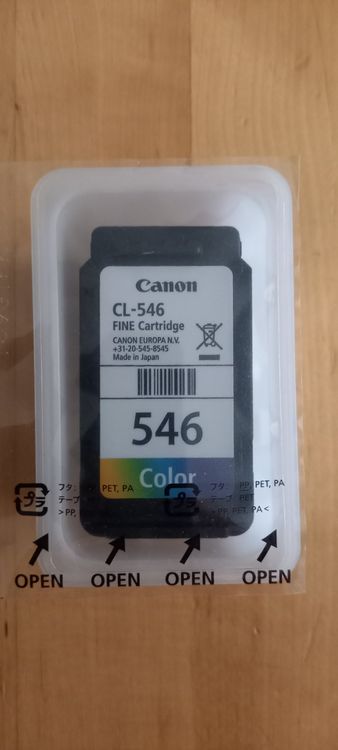 Canon
CL-546
FINE Cartridge
CANON EUROPA N.V.
+31-20-545-8545
Made in Japan
546
Color
フタ: PP, PET, PA
テープ: PET
>PP,
フタ: PP, PET, PA
テープ: PET
>PP, PET, PA<
OPEN OPEN OPEN OPEN